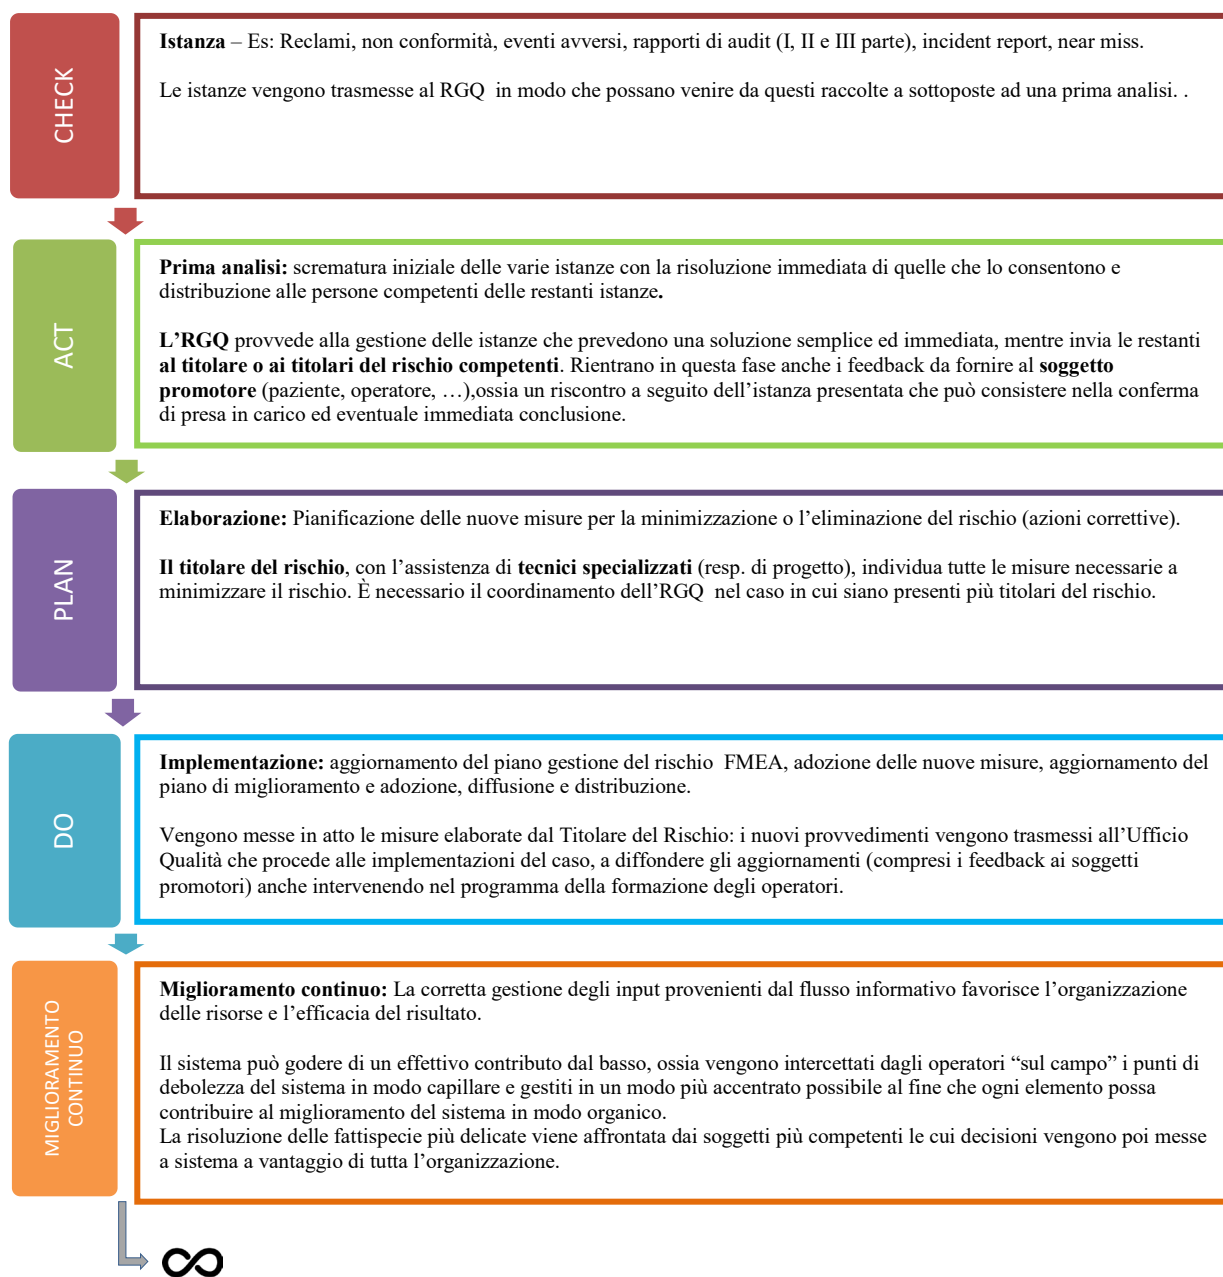 CHECK
Istanza – Es: Reclami, non conformità, eventi avversi, rapporti di audit (I, II e III parte), incident report, near miss.
Le istanze vengono trasmesse al RGQ  in modo che possano venire da questi raccolte a sottoposte ad una prima analisi. .
ACT
Prima analisi: scrematura iniziale delle varie istanze con la risoluzione immediata di quelle che lo consentono e
distribuzione alle persone competenti delle restanti istanze.
L’RGQ provvede alla gestione delle istanze che prevedono una soluzione semplice ed immediata, mentre invia le restanti
al titolare o ai titolari del rischio competenti. Rientrano in questa fase anche i feedback da fornire al soggetto
promotore (paziente, operatore, …),ossia un riscontro a seguito dell’istanza presentata che può consistere nella conferma
di presa in carico ed eventuale immediata conclusione.
PLAN
Elaborazione: Pianificazione delle nuove misure per la minimizzazione o l’eliminazione del rischio (azioni correttive).
Il titolare del rischio, con l’assistenza di tecnici specializzati (resp. di progetto), individua tutte le misure necessarie a
minimizzare il rischio. È necessario il coordinamento dell’RGQ  nel caso in cui siano presenti più titolari del rischio.
DO
Implementazione: aggiornamento del piano gestione del rischio  FMEA, adozione delle nuove misure, aggiornamento del
piano di miglioramento e adozione, diffusione e distribuzione.
Vengono messe in atto le misure elaborate dal Titolare del Rischio: i nuovi provvedimenti vengono trasmessi all’Ufficio
Qualità che procede alle implementazioni del caso, a diffondere gli aggiornamenti (compresi i feedback ai soggetti
promotori) anche intervenendo nel programma della formazione degli operatori.
MIGLIORAMENTO
CONTINUO
Miglioramento continuo: La corretta gestione degli input provenienti dal flusso informativo favorisce l’organizzazione
delle risorse e l’efficacia del risultato.
Il sistema può godere di un effettivo contributo dal basso, ossia vengono intercettati dagli operatori “sul campo” i punti di
debolezza del sistema in modo capillare e gestiti in un modo più accentrato possibile al fine che ogni elemento possa
contribuire al miglioramento del sistema in modo organico.
La risoluzione delle fattispecie più delicate viene affrontata dai soggetti più competenti le cui decisioni vengono poi messe
a sistema a vantaggio di tutta l’organizzazione.
∞